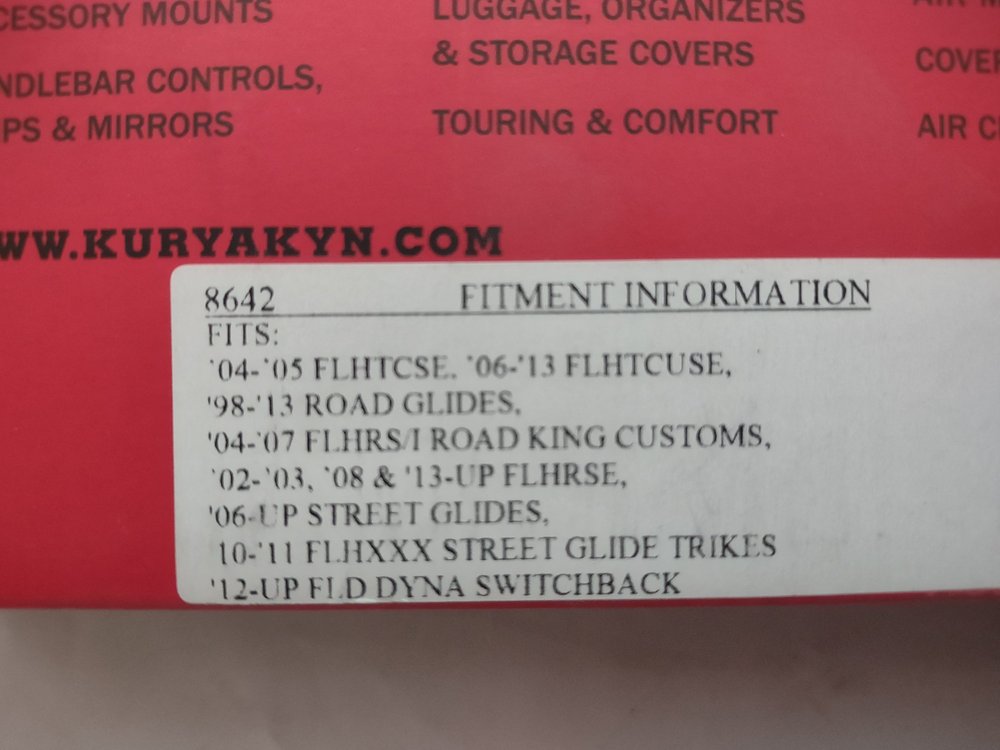 CESSORY MOUNTS
NDLEBAR CONTROLS,
PS & MIRRORS
LUGGAGE, ORGANIZERS
& STORAGE COVERS
TOURING & COMFORT
COVER
AIR C
WW.KURYAKYN.COM
8642 FITMENT INFORMATION
FITS:
'04-'05 FLHTCSE, '06-'13 FLHTCUSE,
'98-'13 ROAD GLIDES,
'04-'07 FLHRS/I ROAD KING CUSTOMS,
'02-'03, '08 & '13-UP FLHRSE,
'06-UP STREET GLIDES,
10-'11 FLHXXX STREET GLIDE TRIKES
'12-UP FLD DYNA SWITCHBACK